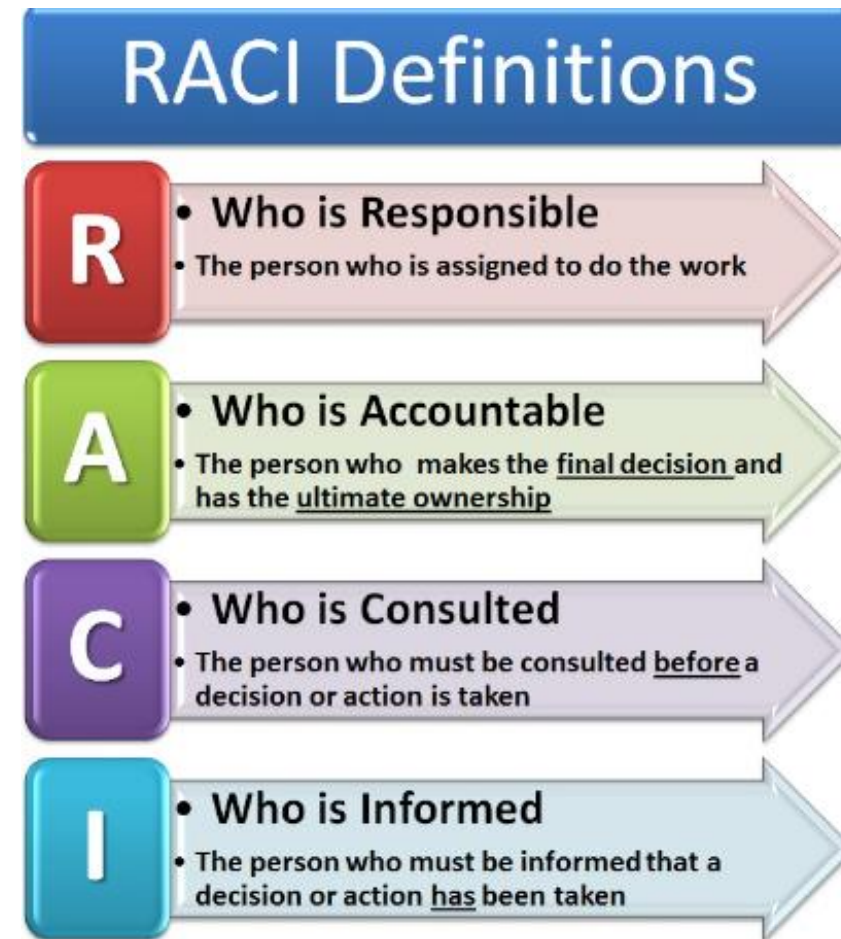 RACI Definitions
R
• Who is Responsible
• The person who is assigned to do the work
A
• Who is Accountable
• The person who makes the final decision and
has the ultimate ownership
C
• Who is Consulted
• The person who must be consulted before a
decision or action is taken
I
• Who is Informed
• The person who must be informed that a
decision or action has been taken